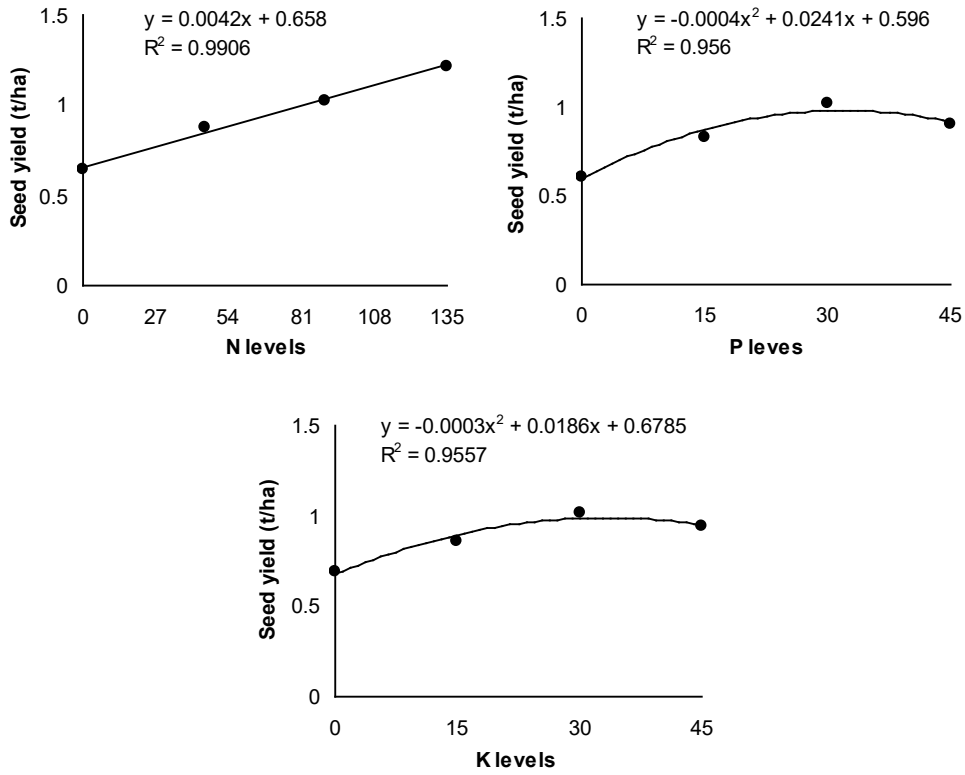 y = 0.0042x + 0.658
R² = 0.9906
Seed yield (t/ha)
1.5
1
0.5
0
0 27 54 81 108 135
N levels
y = -0.0004x² + 0.0241x + 0.596
R² = 0.956
Seed yield (t/ha)
1.5
1
0.5
0
0 15 30 45
P leves
y = -0.0003x² + 0.0186x + 0.6785
R² = 0.9557
Seed yield (t/ha)
1.5
1
0.5
0
0 15 30 45
K levels